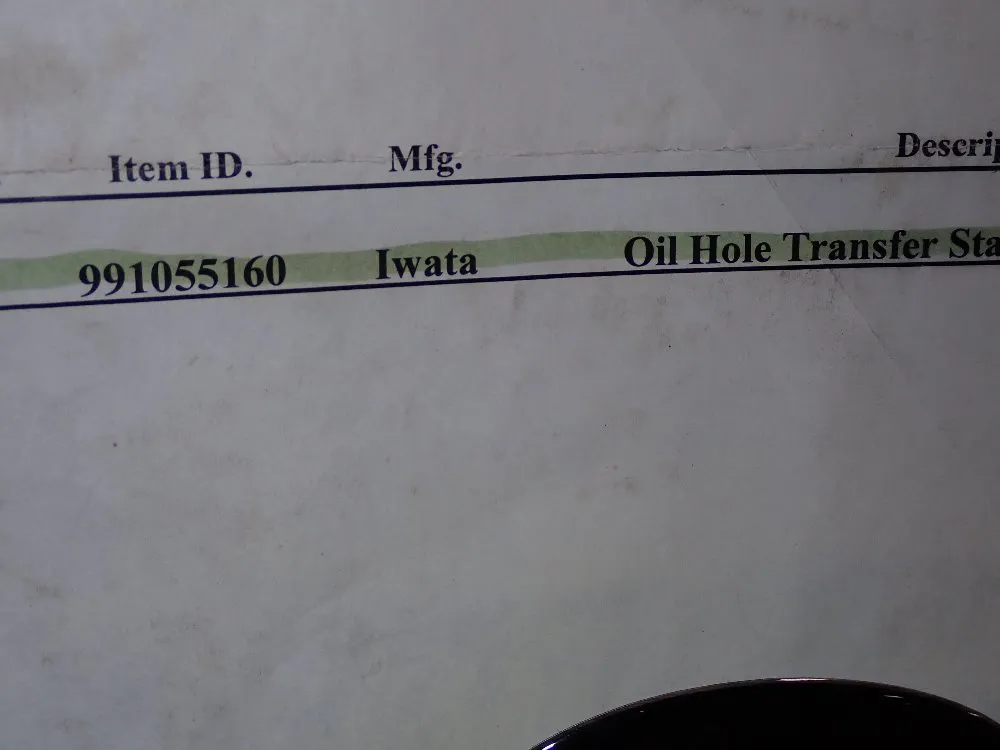 Item ID. Mfg. Descrip
991055160 Iwata Oil Hole Transfer Sta